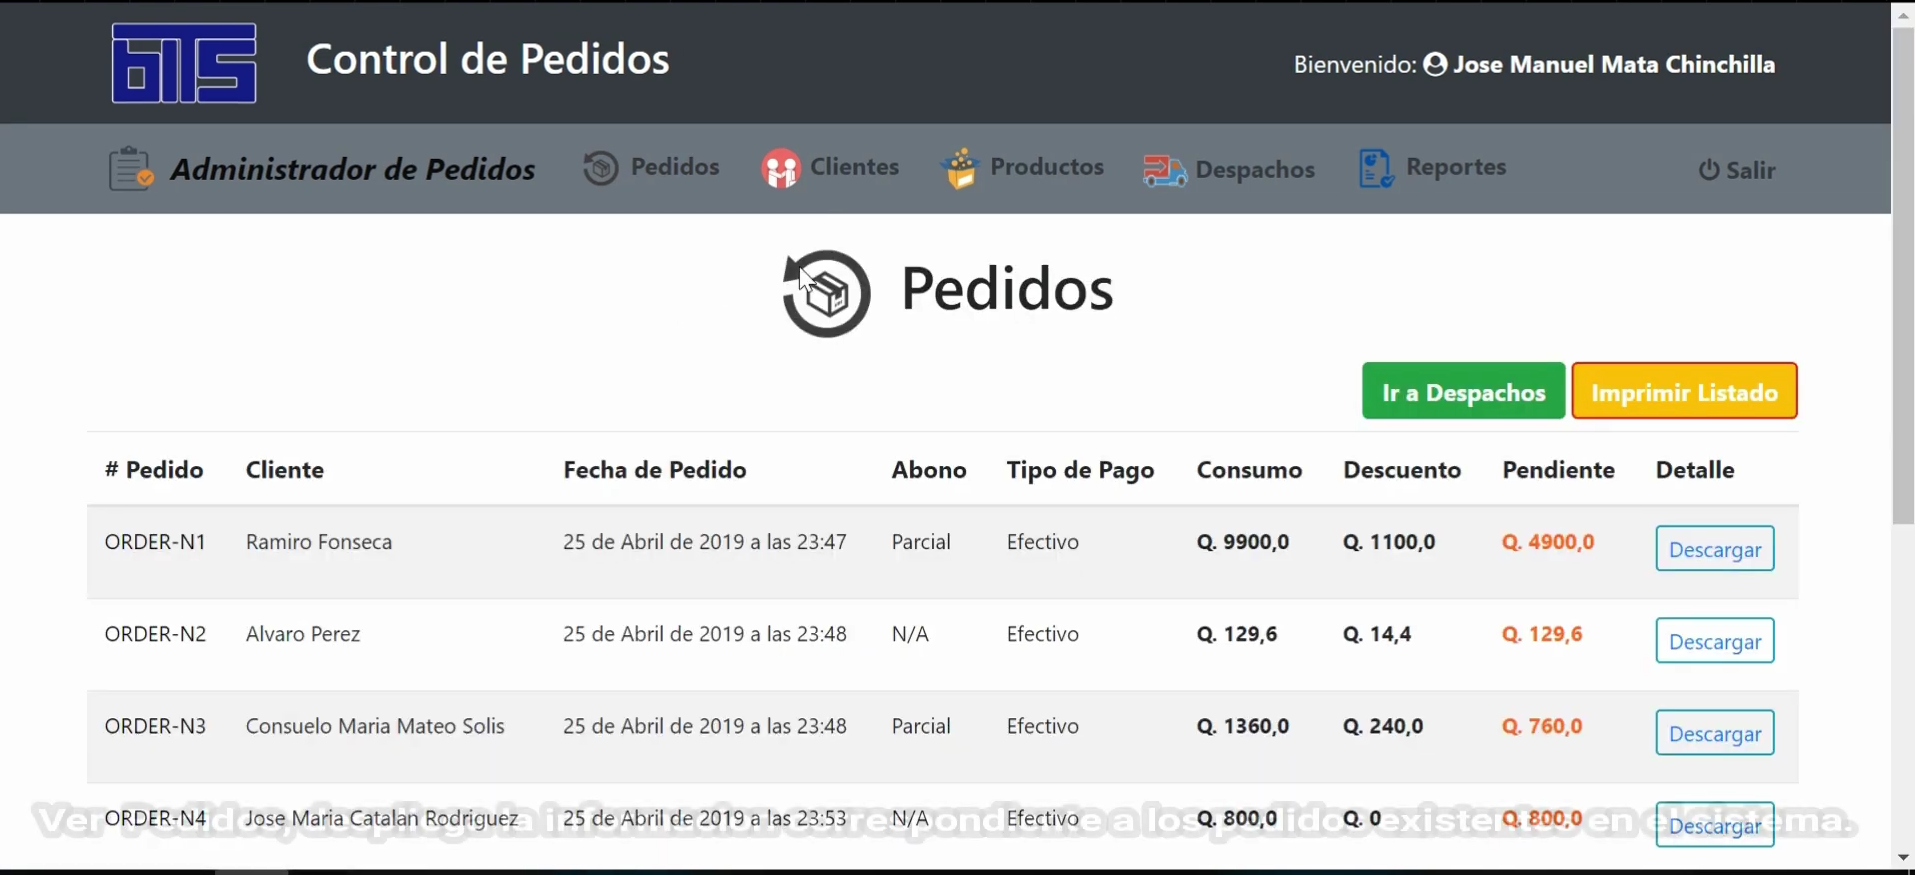 bITS
Control de Pedidos
Bienvenido: Jose Manuel Mata Chinchilla
Administrador de Pedidos
Pedidos
Clientes
Productos
Despachos
Reportes
Salir
Pedidos
Ir a Despachos
Imprimir Listado
# Pedido Cliente Fecha de Pedido Abono Tipo de Pago Consumo Descuento Pendiente Detalle
ORDER-N1 Ramiro Fonseca 25 de Abril de 2019 a las 23:47 Parcial Efectivo Q. 9900,0 Q. 1100,0 Q. 4900,0 Descargar
ORDER-N2 Alvaro Perez 25 de Abril de 2019 a las 23:48 N/A Efectivo Q. 129,6 Q. 14,4 Q. 129,6 Descargar
ORDER-N3 Consuelo Maria Mateo Solis 25 de Abril de 2019 a las 23:48 Parcial Efectivo Q. 1360,0 Q. 240,0 Q. 760,0 Descargar
ORDER-N4 Jose Maria Catalan Rodriguez 25 de Abril de 2019 a las 23:53 N/A Efectivo Q. 800,0 Q. 0 Q. 800,0 Descargar
Ver Pedidos, despliega la informacion correspondiente a los pedidos existentes en el sistema.